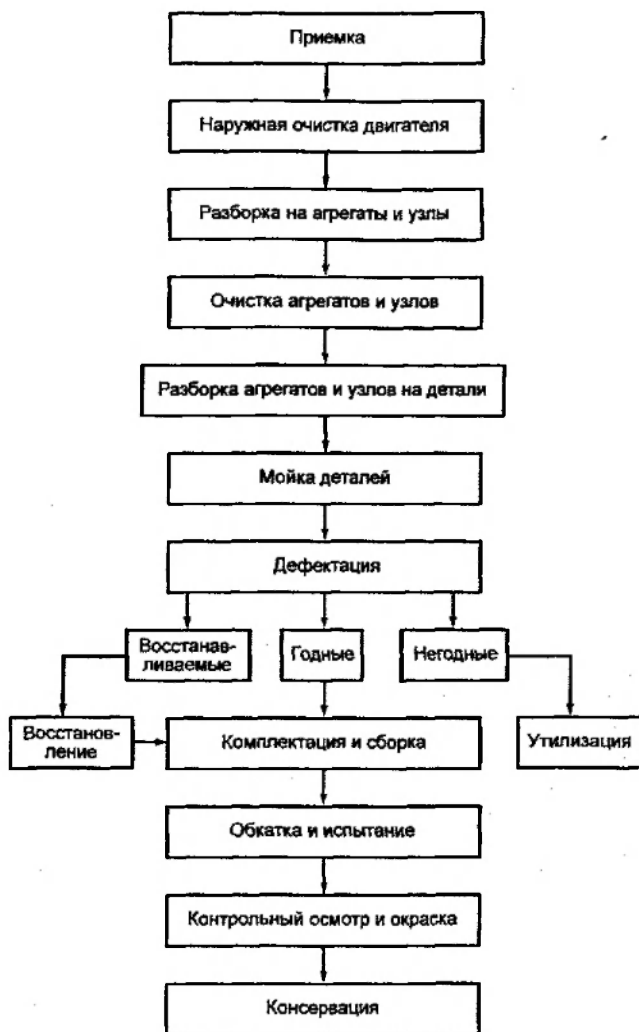 Приемка
Наружная очистка двигателя
Разборка на агрегаты и узлы
Очистка агрегатов и узлов
Разборка агрегатов и узлов на детали
Мойка деталей
Дефектация
Восстанав-
ливаемые
Годные
Негодные
Восстанов-
ление
Комплектация и сборка
Утилизация
Обкатка и испытание
Контрольный осмотр и окраска
Консервация